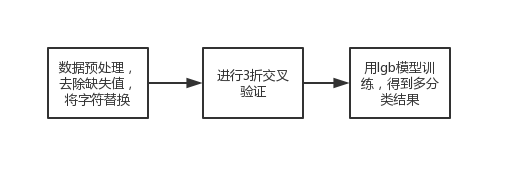 数据预处理，
去除缺失值，
将字符替换
进行3折交叉
验证
用lgb模型训
练，得到多分
类结果